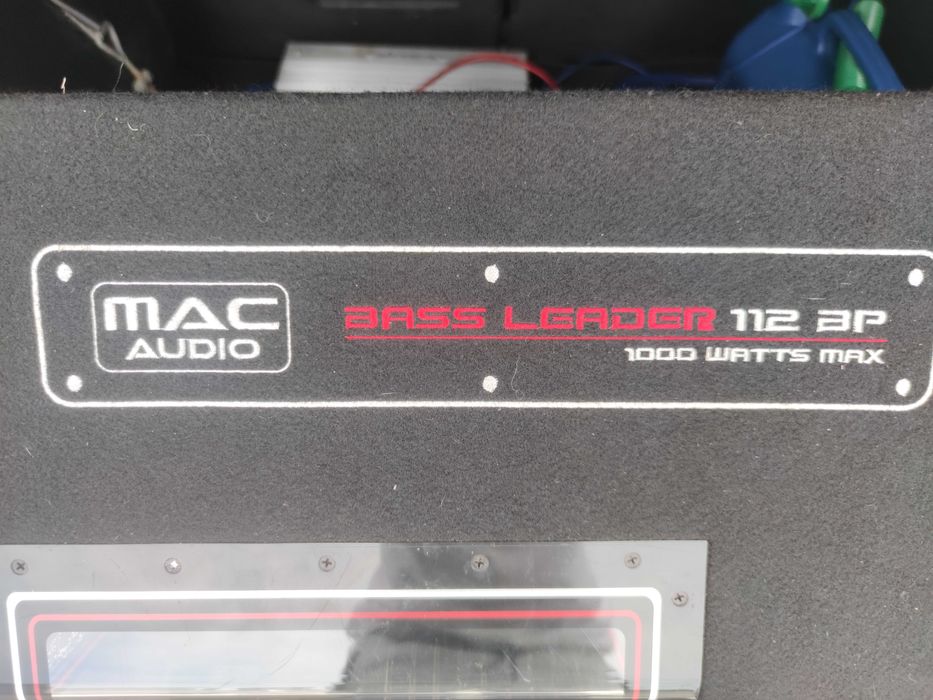 MAC
AUDIO
BASS LEADER 112 BP
1000 WATTS MAX